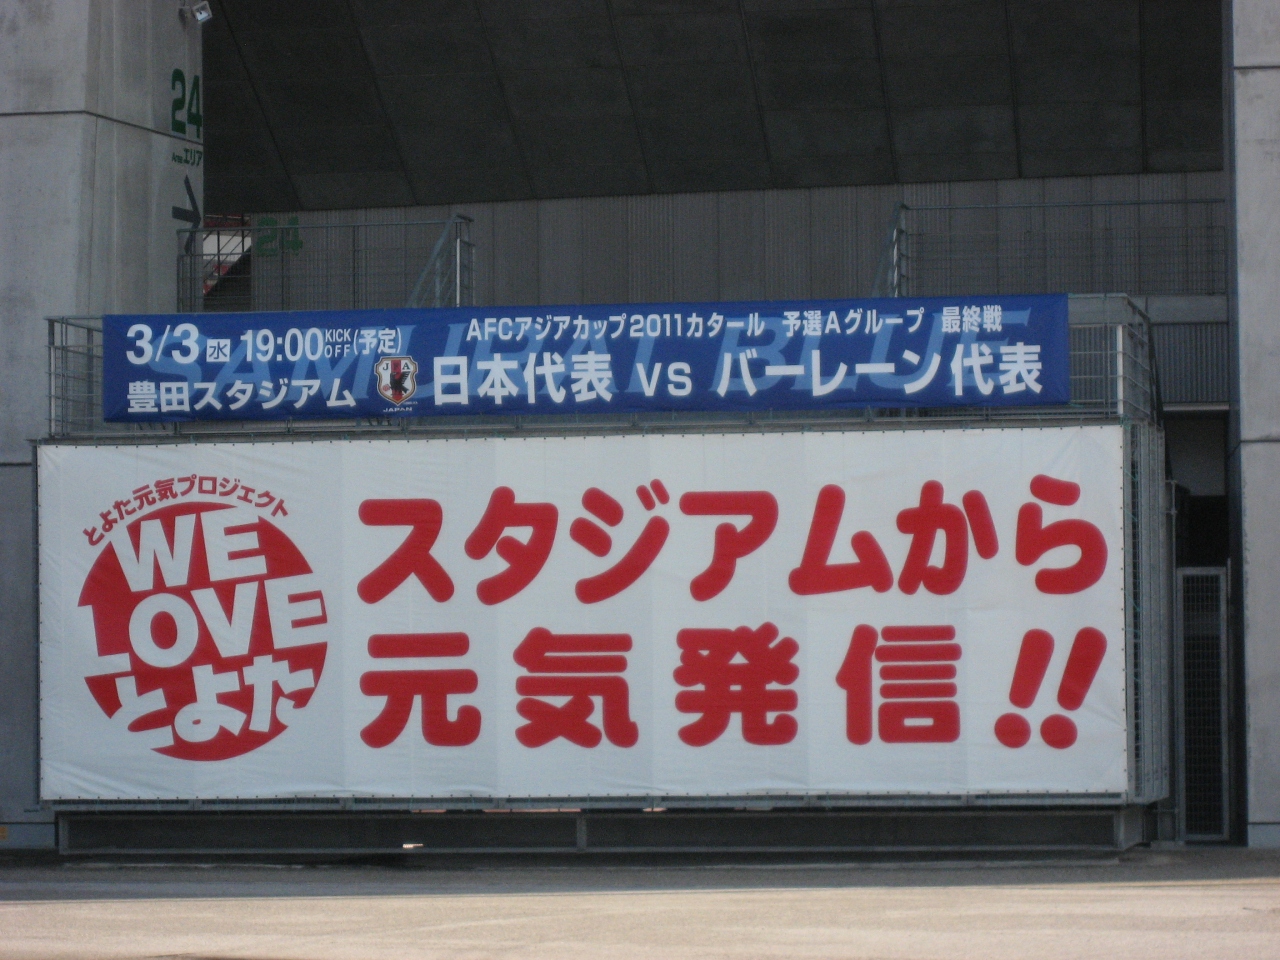 24
Area エリア
24
SAMURAI BLUE
3/3 水 19:00 KICK OFF (予定)
AFCアジアカップ2011カタール 予選Aグループ 最終戦
豊田スタジアム
JFA
JAPAN
日本代表 vs バーレーン代表
とよた元気プロジェクト
WE
LOVE
とよた
スタジアムから
元気発信!!